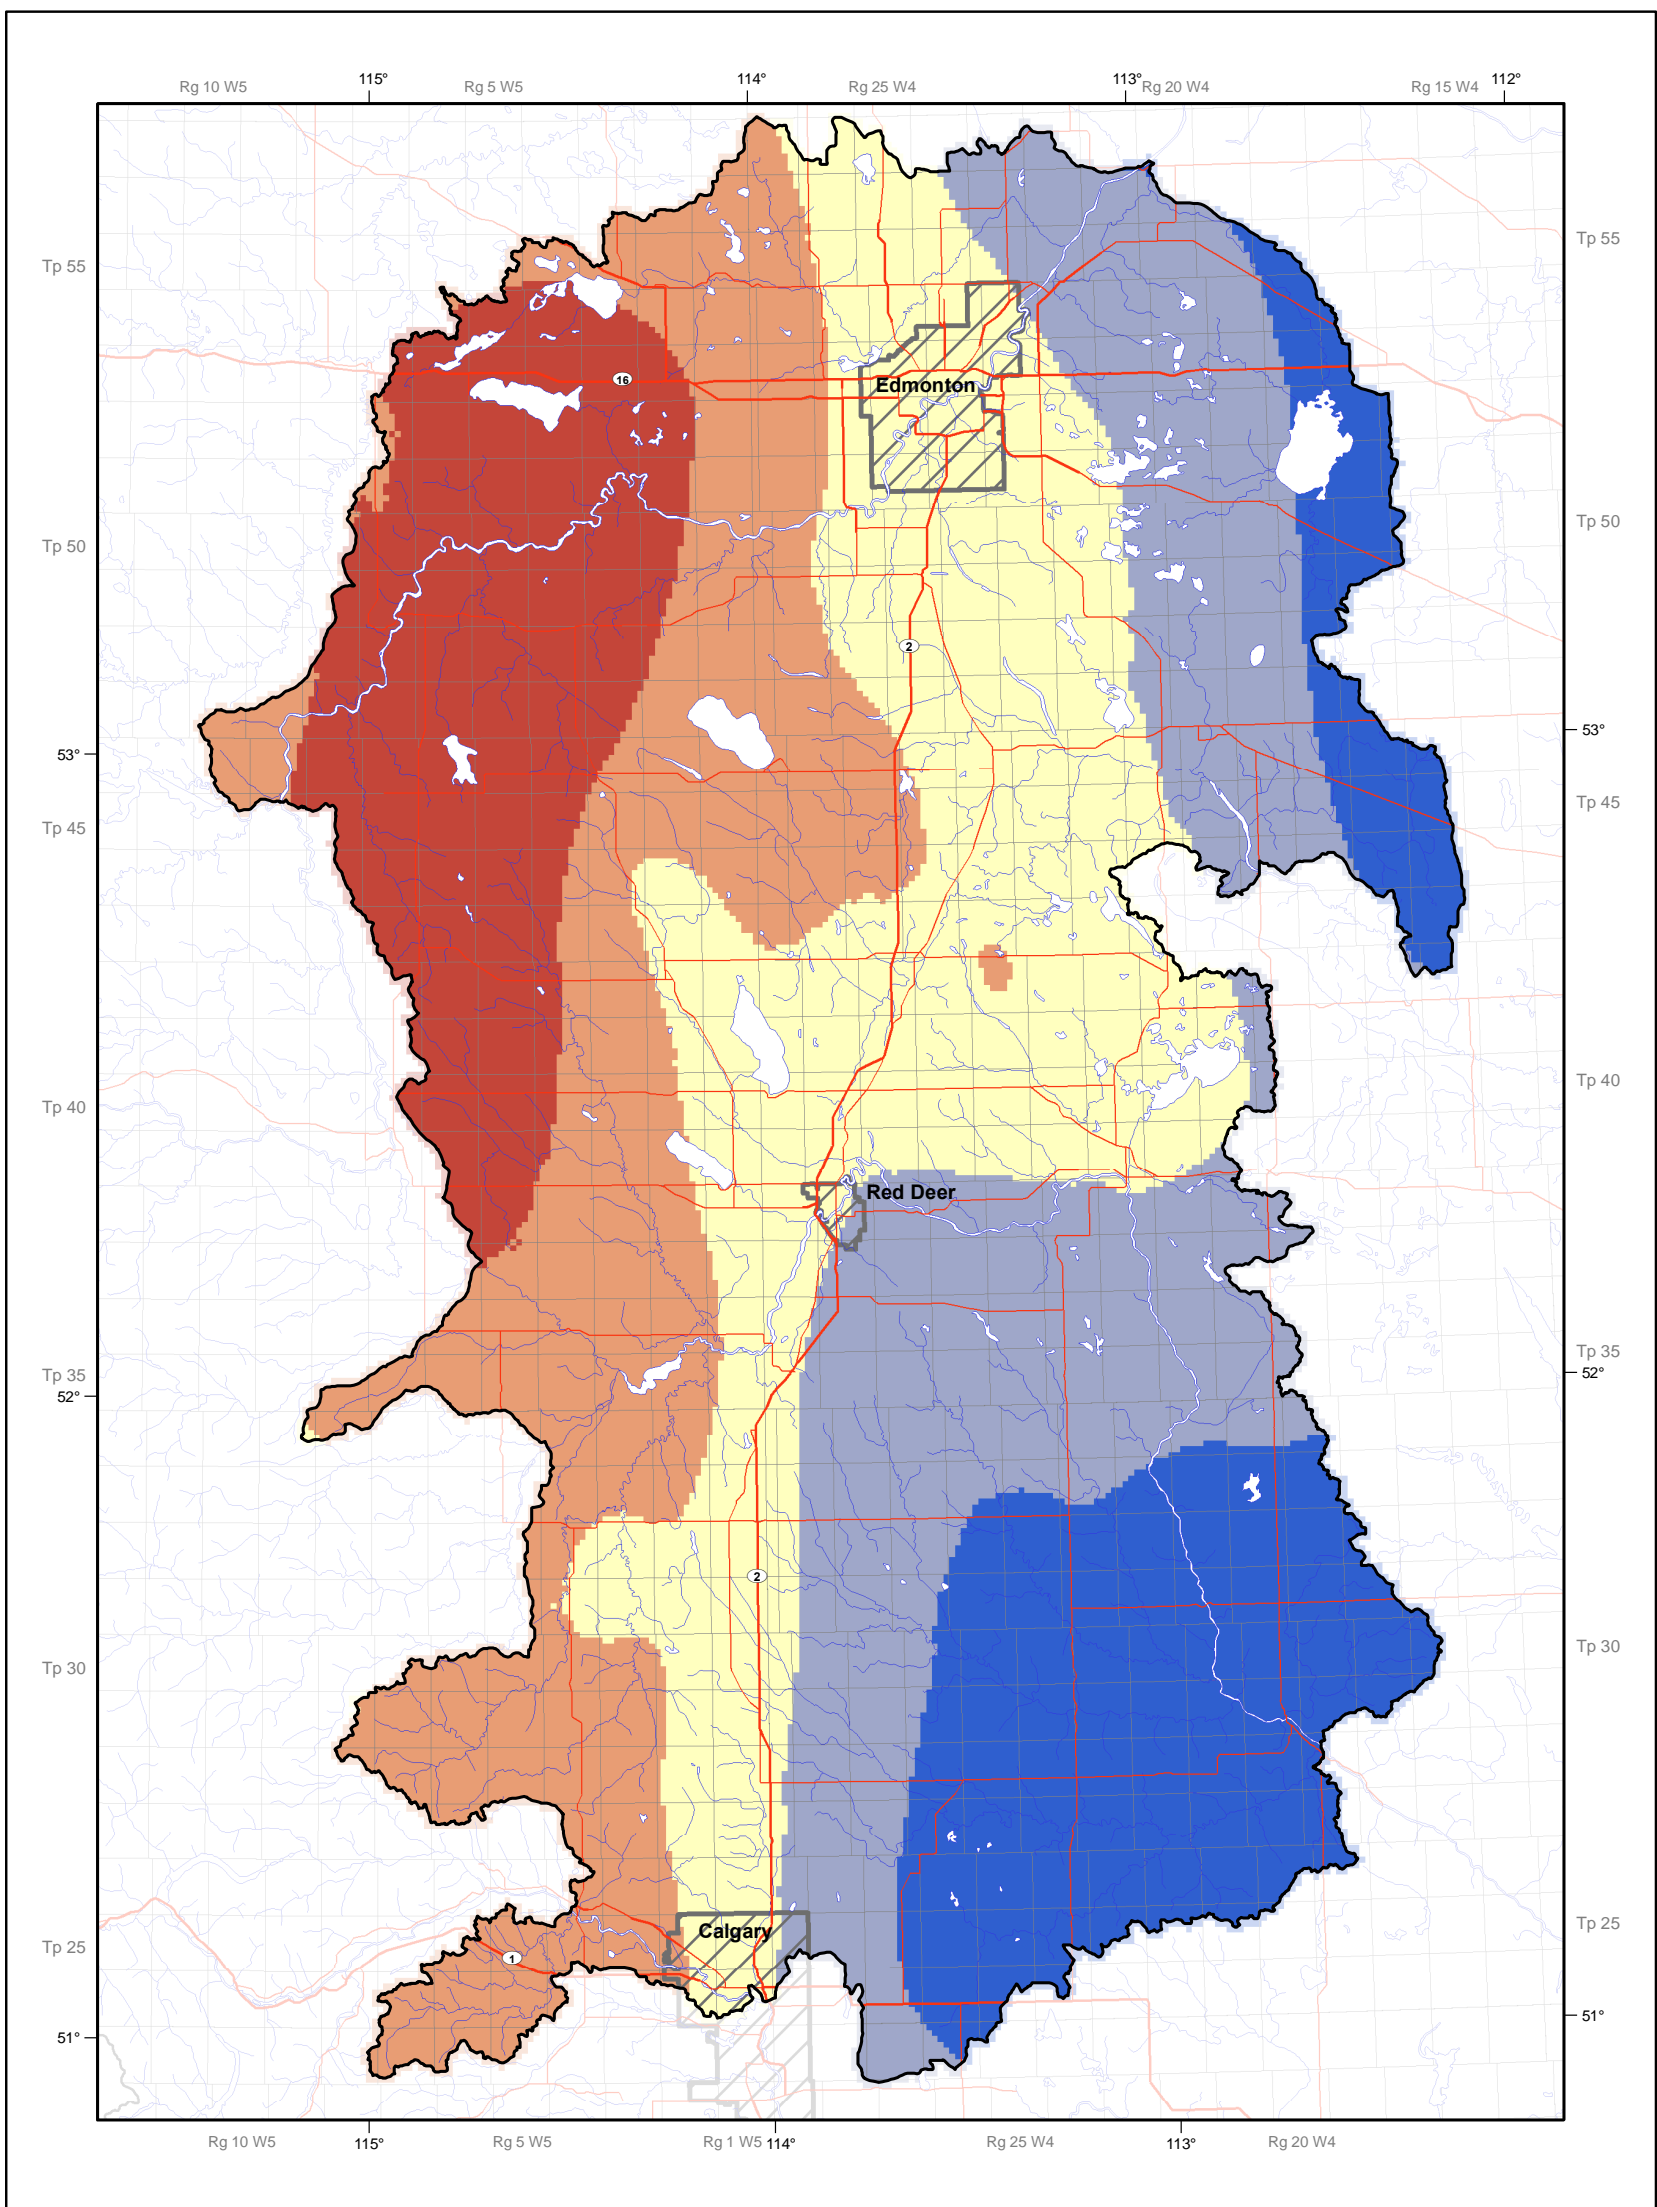 115° 114° 113° 112°
Rg 10 W5 Rg 5 W5 Rg 25 W4 Rg 20 W4 Rg 15 W4
Tp 55 Tp 55
16
Edmonton
Tp 50 Tp 50
2
53° 53°
Tp 45 Tp 45
Tp 40 Tp 40
Red Deer
Tp 35 Tp 35
52° 52°
2
Tp 30 Tp 30
Calgary
Tp 25 Tp 25
1
51° 51°
Rg 10 W5 115° Rg 5 W5 Rg 1 W5 114° Rg 25 W4 113° Rg 20 W4